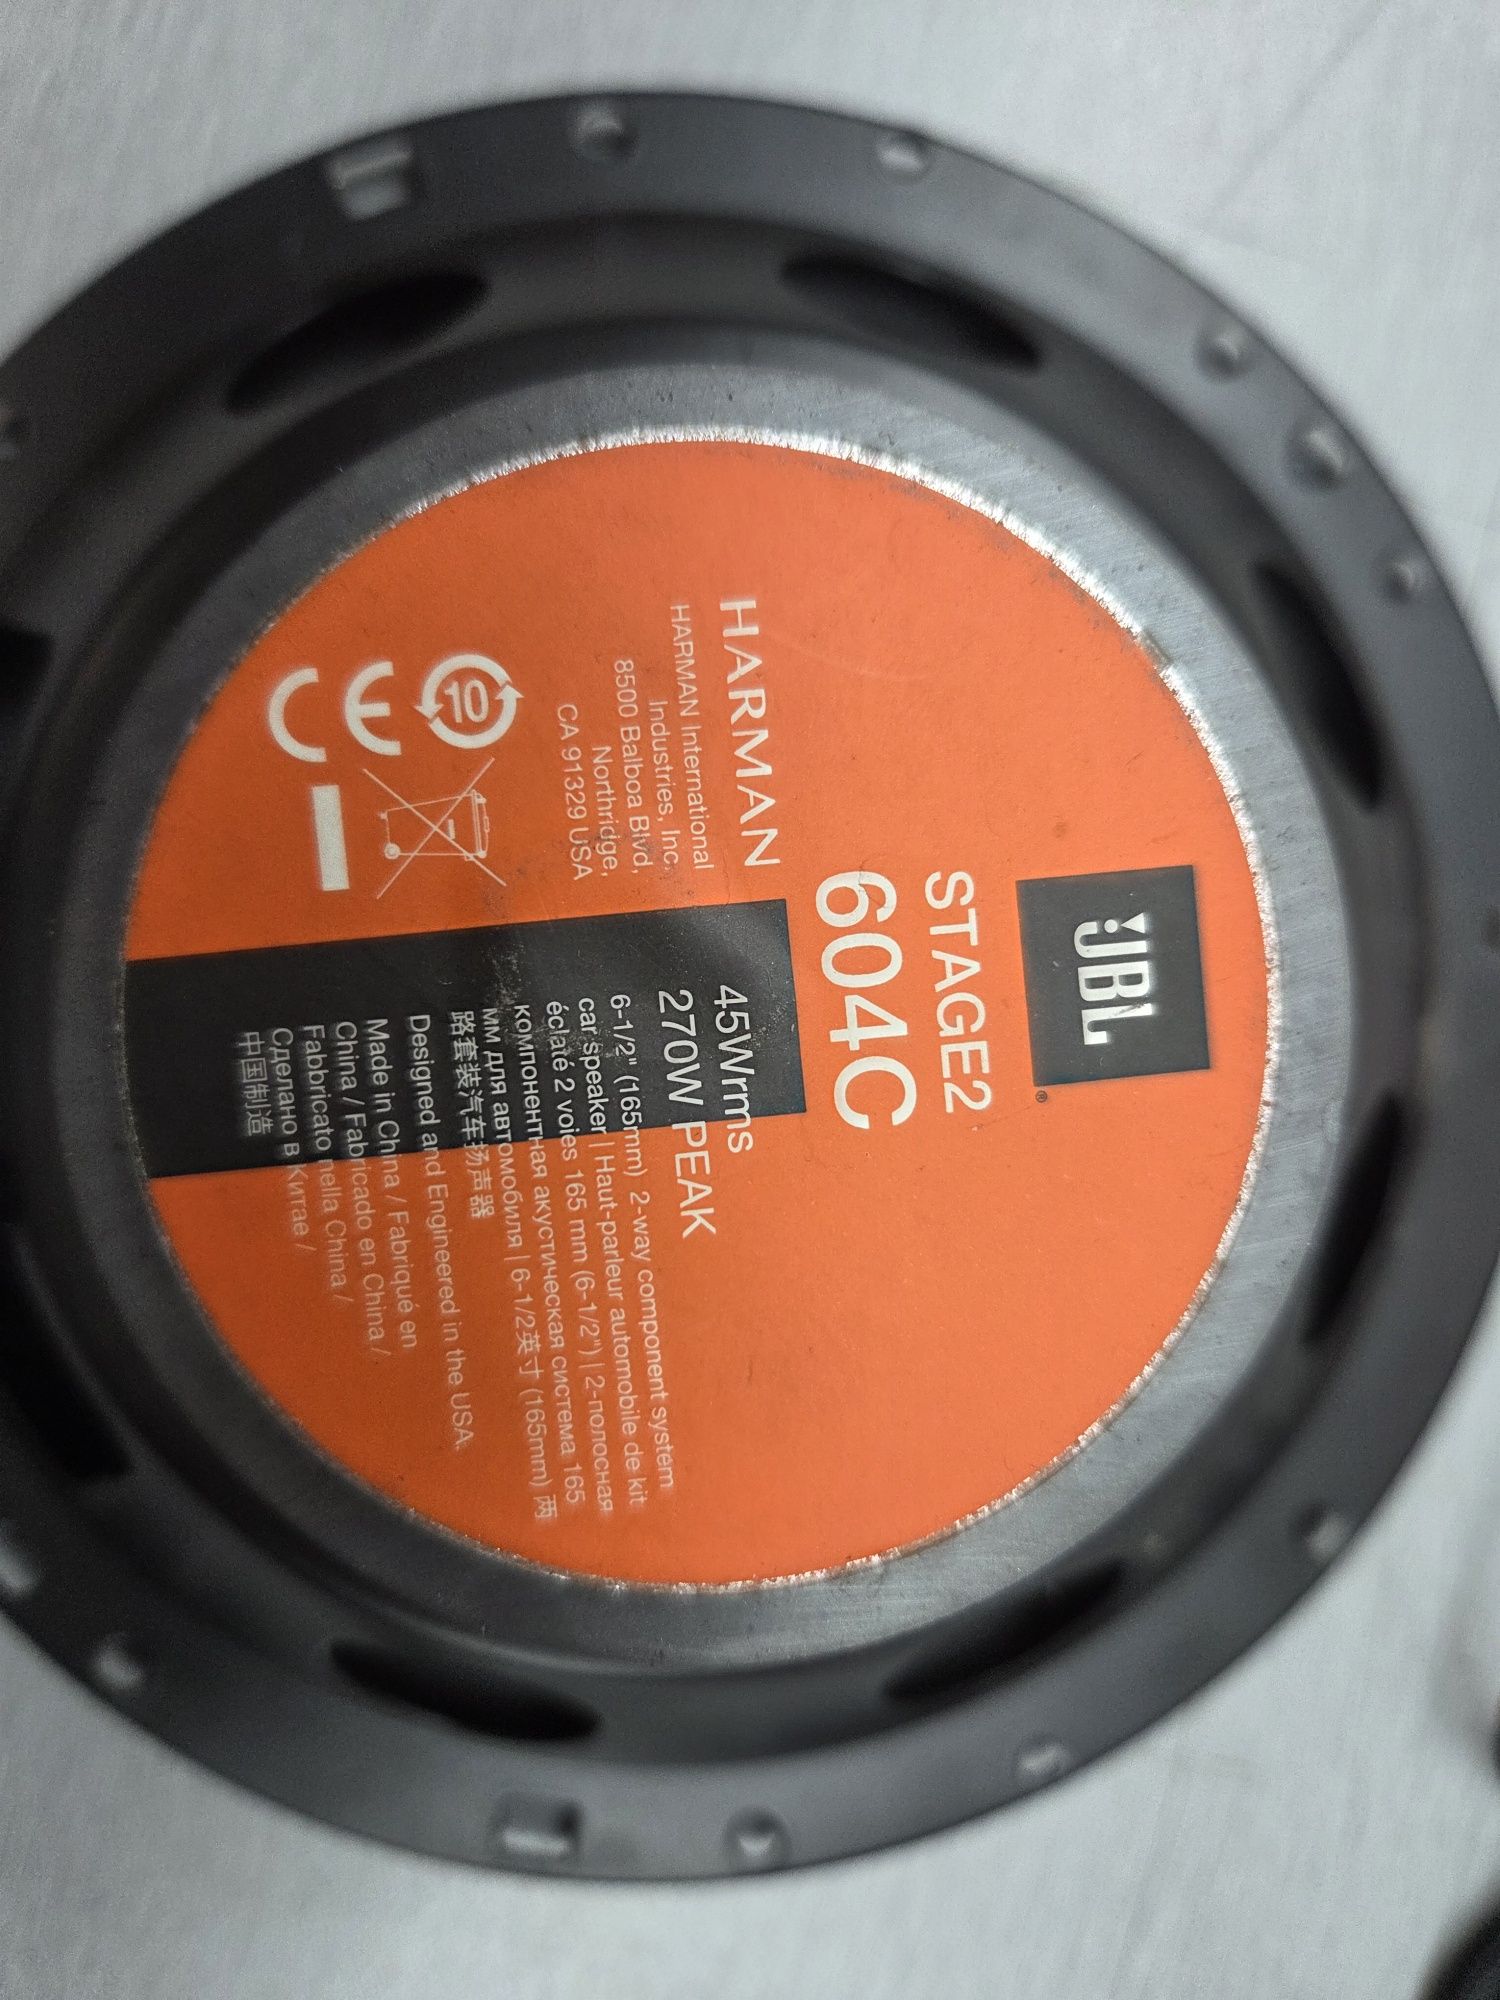 JBL
®
STAGE2
604C
HARMAN
HARMAN International
Industries, Inc.
8500 Balboa Blvd,
Northridge,
CA 91329 USA
10
CE
45Wrms
270W PEAK
6-1/2" (165mm) 2-way component system
car speaker | Haut-parleur automobile de kit
éclaté 2 voies 165 mm (6-1/2") | 2-полосная
компонентная акустическая система 165
мм для автомобиля | 6-1/2英寸 (165mm) 两
路套装汽车扬声器
Designed and Engineered in the USA.
Made in China / Fabriqué en
China / Fabricado en China /
Fabbricato nella China /
Сделано в Китае /
中国制造